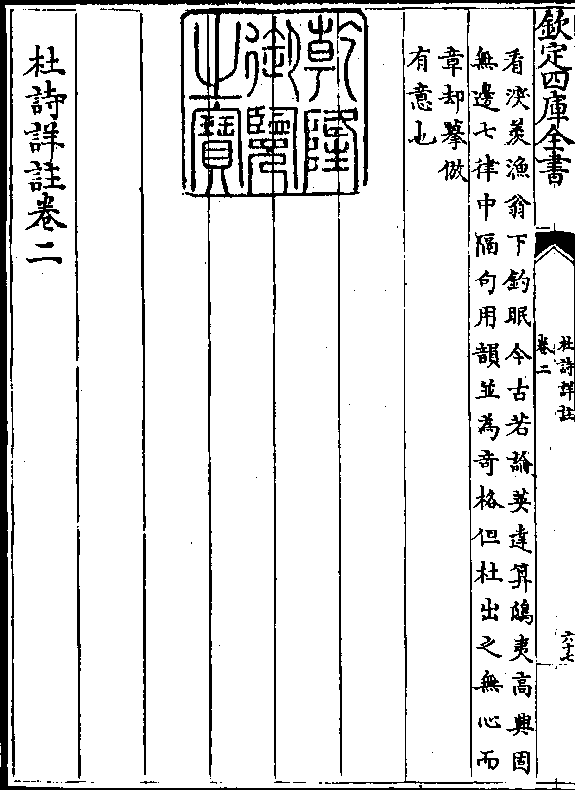 欽定四庫全書
杜詩詳註
卷二
六十七
看深羨漁翁下釣眠今古若論英達算鴟夷高興固
無邊七律中隔句用韻並為奇格但杜出之無心而
章却摹倣
有意也
乾隆
御覽
之寶
杜詩詳註卷二